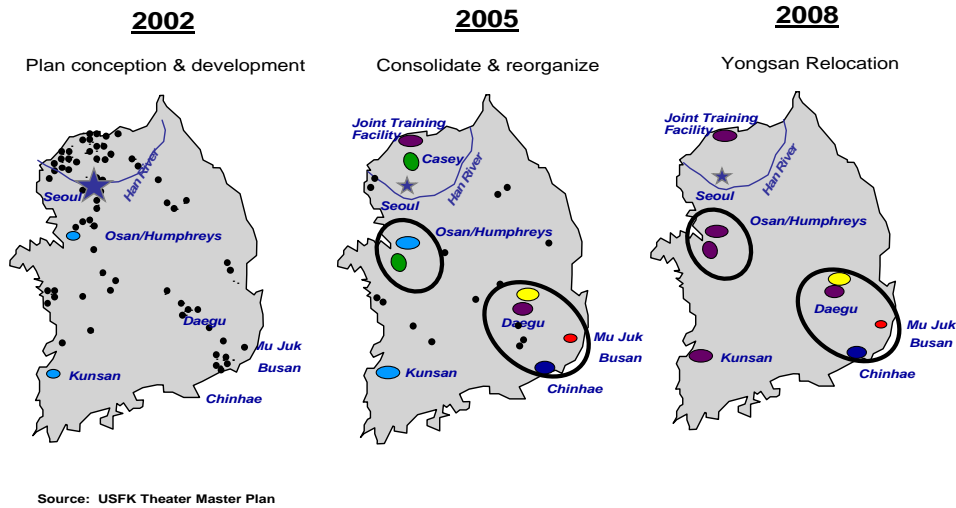 2002
Plan conception & development
Seoul
Han River
Osan/Humphreys
Daegu
Mu Juk
Kunsan
Busan
Chinhae
2005
Consolidate & reorganize
Joint Training
Facility
Casey
Han River
Seoul
Osan/Humphreys
Daegu
Mu Juk
Busan
Kunsan
Chinhae
2008
Yongsan Relocation
Joint Training
Facility
Han River
Seoul
Osan/Humphreys
Daegu
Mu Juk
Busan
Kunsan
Chinhae
Source: USFK Theater Master Plan